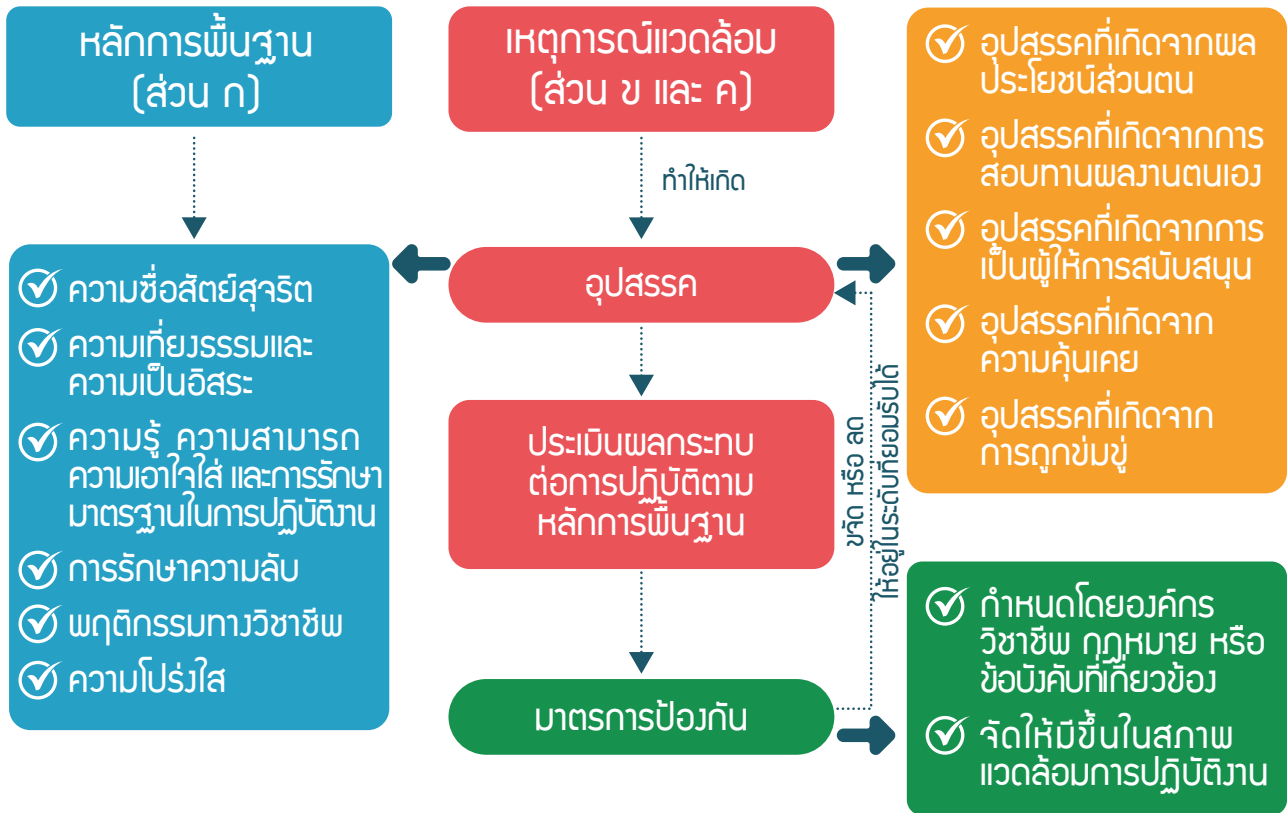 หลักการพื้นฐาน
(ส่วน ก)
ความซื่อสัตย์สุจริต
ความเที่ยงธรรมและ
ความเป็นอิสระ
ความรู้ ความสามารถ
ความเอาใจใส่ และการรักษา
มาตรฐานในการปฏิบัติงาน
การรักษาความลับ
พฤติกรรมทางวิชาชีพ
ความโปร่งใส
เหตุการณ์แวดล้อม
(ส่วน ข และ ค)
ทำให้เกิด
อุปสรรค
ประเมินผลกระทบ
ต่อการปฏิบัติตาม
หลักการพื้นฐาน
มาตรการป้องกัน
ขจัด หรือ ลด
ให้อยู่ในระดับที่ยอมรับได้
อุปสรรคที่เกิดจากผล
ประโยชน์ส่วนตน
อุปสรรคที่เกิดจากการ
สอบทานผลงานตนเอง
อุปสรรคที่เกิดจากการ
เป็นผู้ให้การสนับสนุน
อุปสรรคที่เกิดจาก
ความคุ้นเคย
อุปสรรคที่เกิดจาก
การถูกข่มขู่
กำหนดโดยองค์กร
วิชาชีพ กฎหมาย หรือ
ข้อบังคับที่เกี่ยวข้อง
จัดให้มีขึ้นในสภาพ
แวดล้อมการปฏิบัติงาน